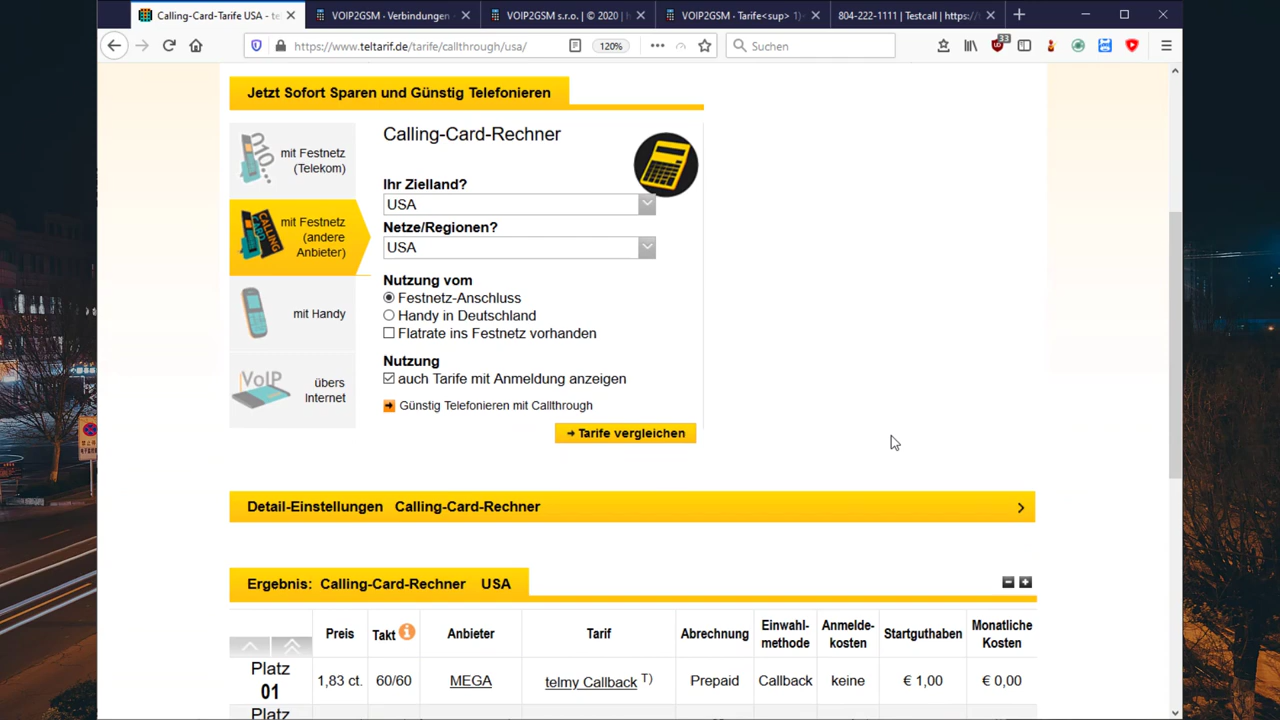 Calling-Card-Tarife USA - te
VOIP2GSM - Verbindungen
VOIP2GSM s.r.o. | © 2020 | h
VOIP2GSM - Tarife<sup> 1)
804-222-1111 | Testcall | https://
https://www.teltarif.de/tarife/callthrough/usa/
120%
Suchen
33
Jetzt Sofort Sparen und Günstig Telefonieren
mit Festnetz
(Telekom)
mit Festnetz
(andere
Anbieter)
mit Handy
VoIP
übers
Internet
Calling-Card-Rechner
Ihr Zielland?
USA
Netze/Regionen?
USA
Nutzung vom
Festnetz-Anschluss
Handy in Deutschland
Flatrate ins Festnetz vorhanden
Nutzung
auch Tarife mit Anmeldung anzeigen
Günstig Telefonieren mit Callthrough
Tarife vergleichen
Detail-Einstellungen Calling-Card-Rechner
Ergebnis: Calling-Card-Rechner USA
Preis Takt Anbieter Tarif Abrechnung Einwahl-methode Anmelde-kosten Startguthaben Monatliche Kosten
Platz 01 1,83 ct. 60/60 MEGA telmy Callback T) Prepaid Callback keine € 1,00 € 0,00
Platz